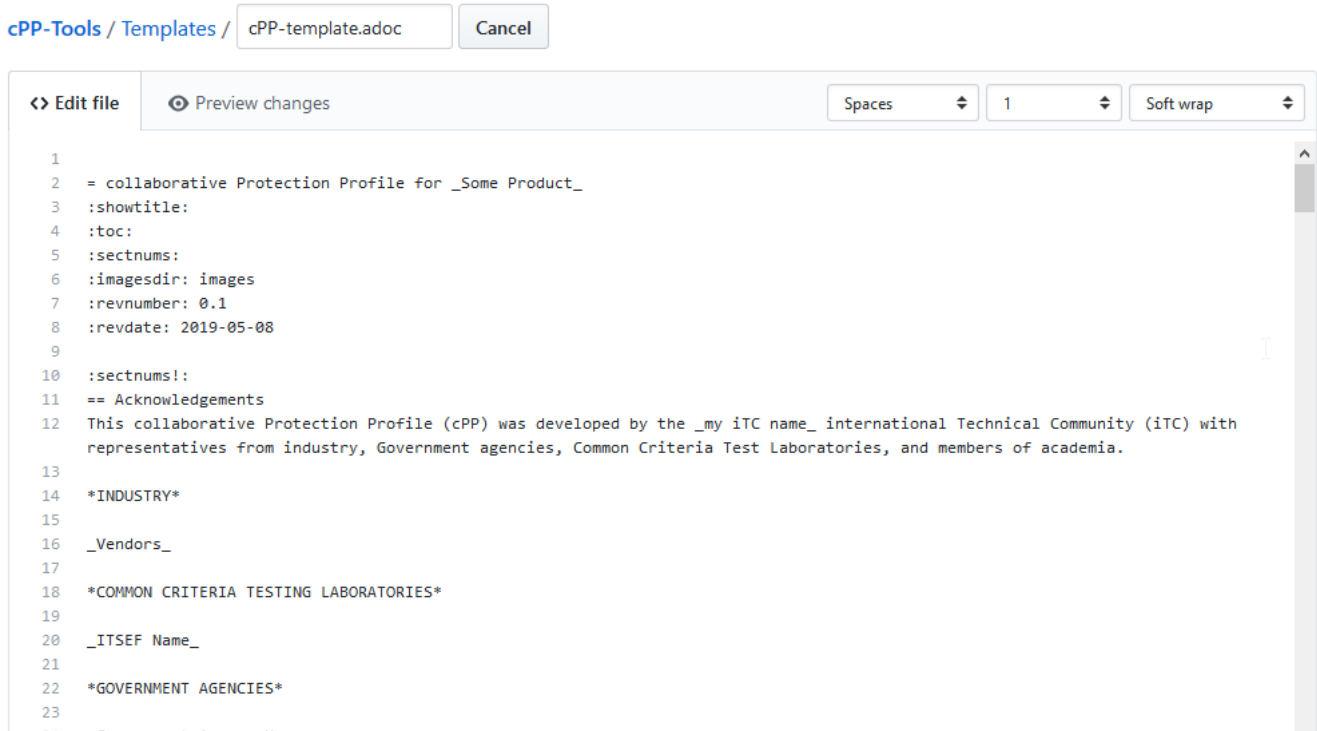 cPP-Tools / Templates / cPP-template.adoc Cancel
<> Edit file Preview changes Spaces 1 Soft wrap
1
2 = collaborative Protection Profile for _Some Product_
3 :showtitle:
4 :toc:
5 :sectnums:
6 :imagesdir: images
7 :revnumber: 0.1
8 :revdate: 2019-05-08
9
10 :sectnums!:
11 == Acknowledgements
12 This collaborative Protection Profile (cPP) was developed by the _my iTC name_ international Technical Community (iTC) with
representatives from industry, Government agencies, Common Criteria Test Laboratories, and members of academia.
13
14 *INDUSTRY*
15
16 _Vendors_
17
18 *COMMON CRITERIA TESTING LABORATORIES*
19
20 _ITSEF Name_
21
22 *GOVERNMENT AGENCIES*
23